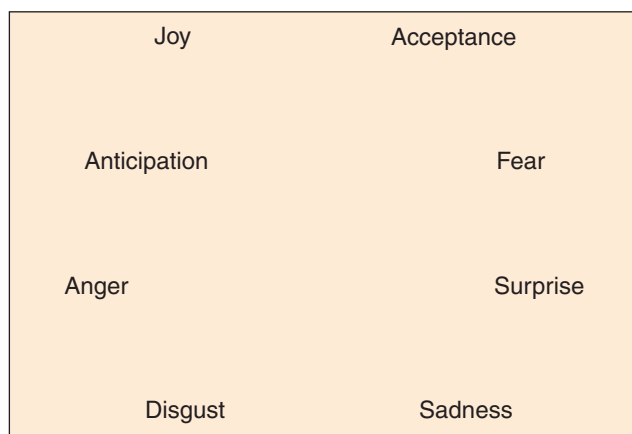 Joy Acceptance
Anticipation Fear
Anger Surprise
Disgust Sadness